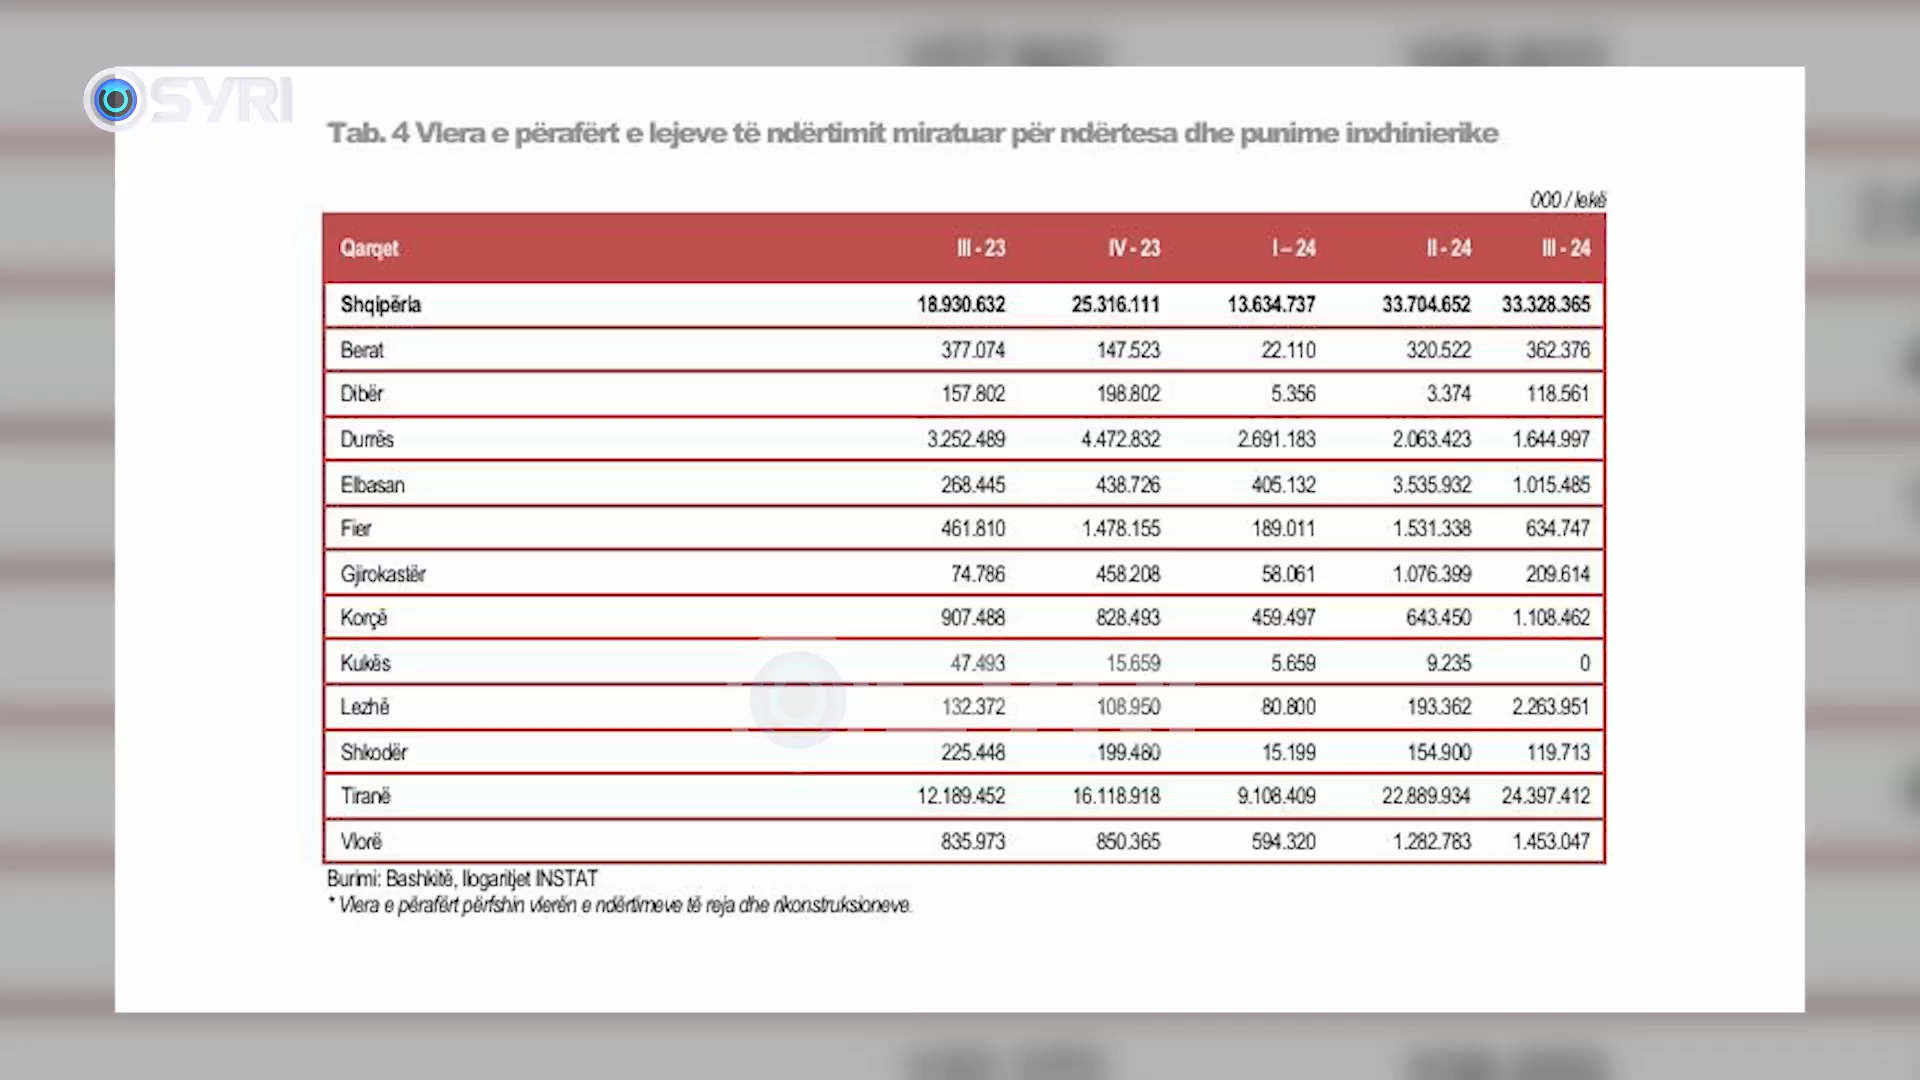 SYRI
Tab. 4 Vlera e përafërt e lejeve të ndërtimit miratuar për ndërtesa dhe punime inxhinierike
000 / lekë
Qarqet III - 23 IV - 23 I – 24 II - 24 III - 24
Shqipëria 18.930.632 25.316.111 13.634.737 33.704.652 33.328.365
Berat 377.074 147.523 22.110 320.522 362.376
Dibër 157.802 198.802 5.356 3.374 118.561
Durrës 3.252.489 4.472.832 2.691.183 2.063.423 1.644.997
Elbasan 268.445 438.726 405.132 3.535.932 1.015.485
Fier 461.810 1.478.155 189.011 1.531.338 634.747
Gjirokastër 74.786 458.208 58.061 1.076.399 209.614
Korçë 907.488 828.493 459.497 643.450 1.108.462
Kukës 47.493 15.659 5.659 9.235 0
Lezhë 132.372 108.950 80.800 193.362 2.263.951
Shkodër 225.448 199.480 15.199 154.900 119.713
Tiranë 12.189.452 16.118.918 9.108.409 22.889.934 24.397.412
Vlorë 835.973 850.365 594.320 1.282.783 1.453.047
Burimi: Bashkitë, llogaritjet INSTAT
* Vlera e përafërt përfshin vlerën e ndërtimeve të reja dhe rikonstruksioneve.